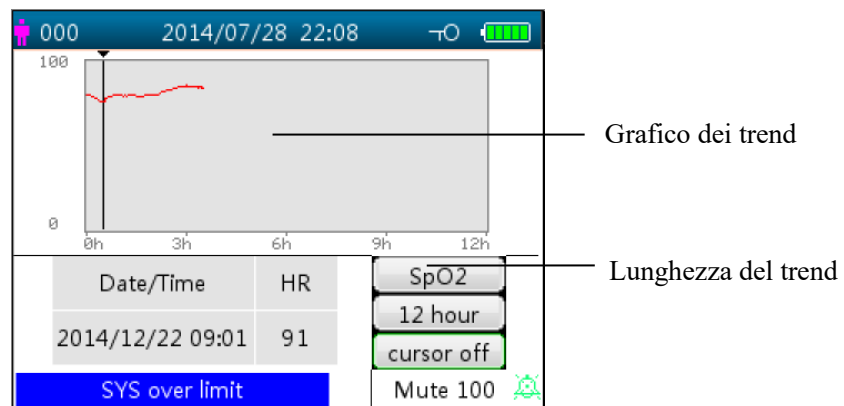 000 2014/07/28 22:08
100
Grafico dei trend
0
0h 3h 6h 9h 12h
SpO2
Lunghezza del trend
Date/Time HR
12 hour
2014/12/22 09:01 91
cursor off
SYS over limit Mute 100